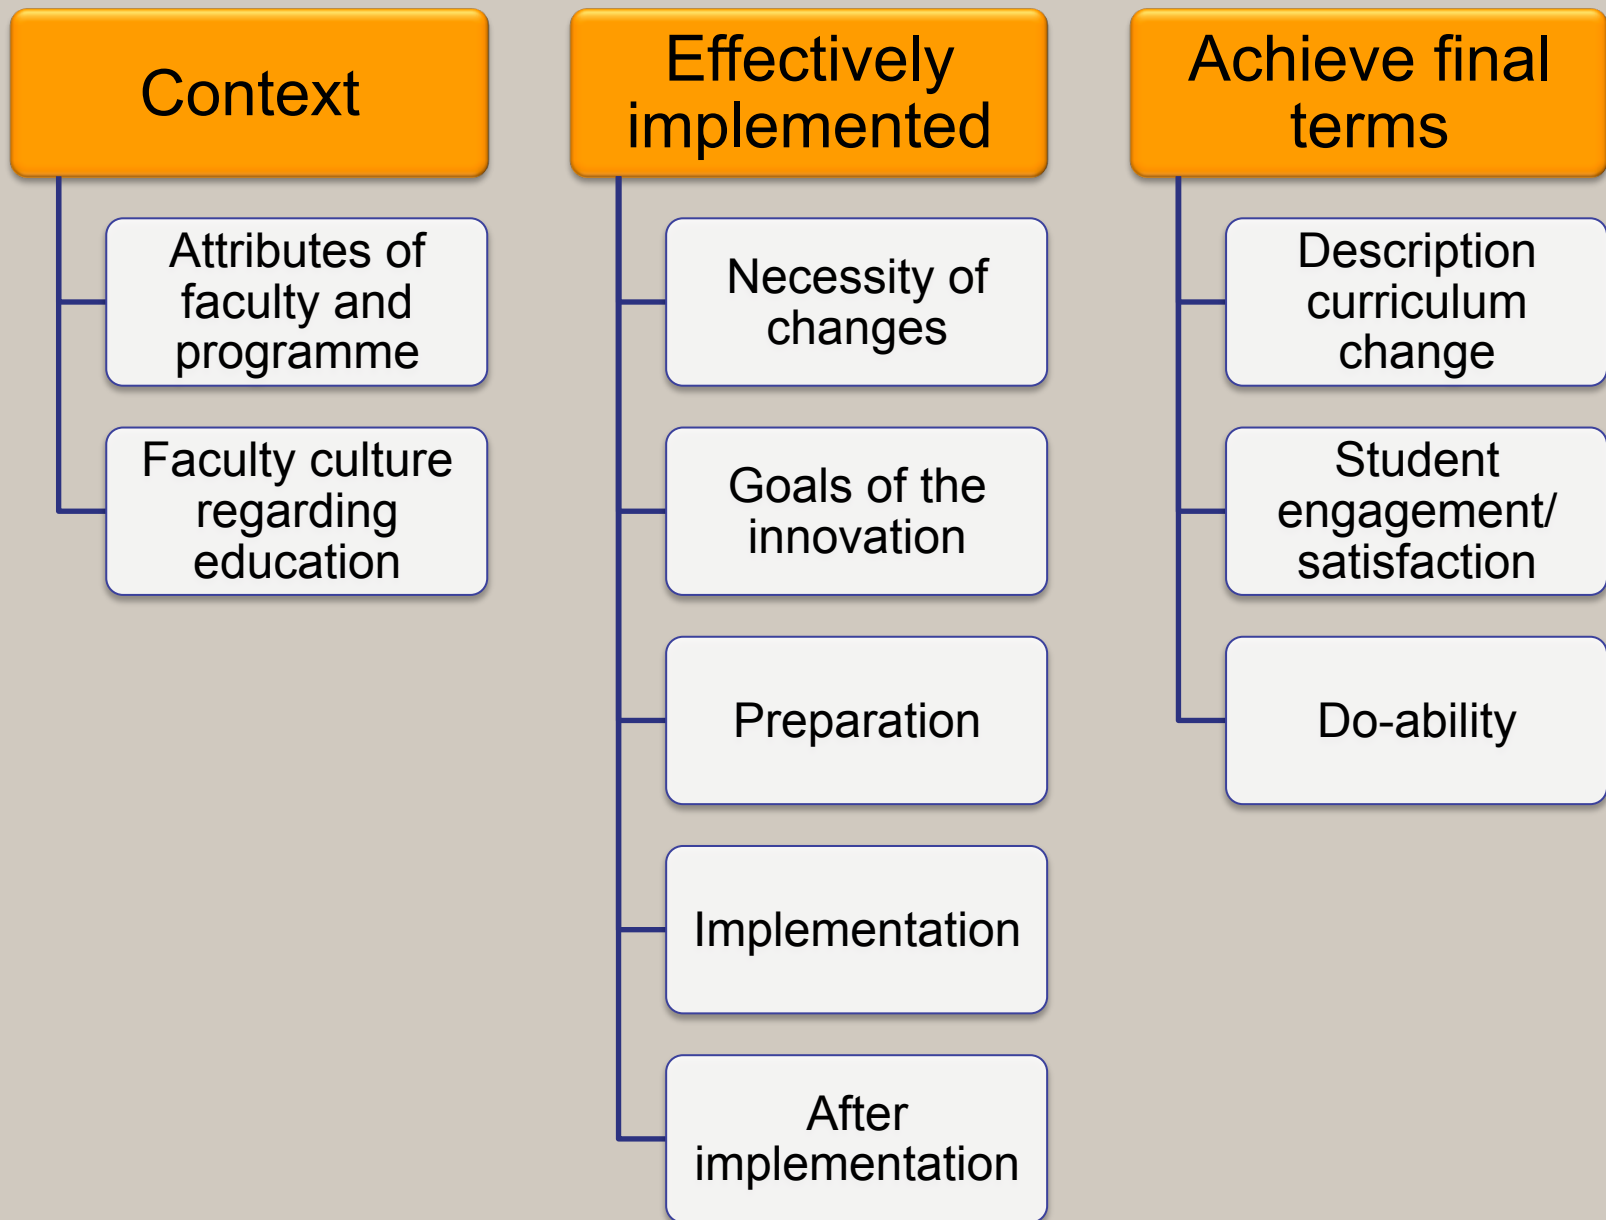 Context
Attributes of
faculty and
programme
Faculty culture
regarding
education
Effectively
implemented
Necessity of
changes
Goals of the
innovation
Preparation
Implementation
After
implementation
Achieve final
terms
Description
curriculum
change
Student
engagement/
satisfaction
Do-ability